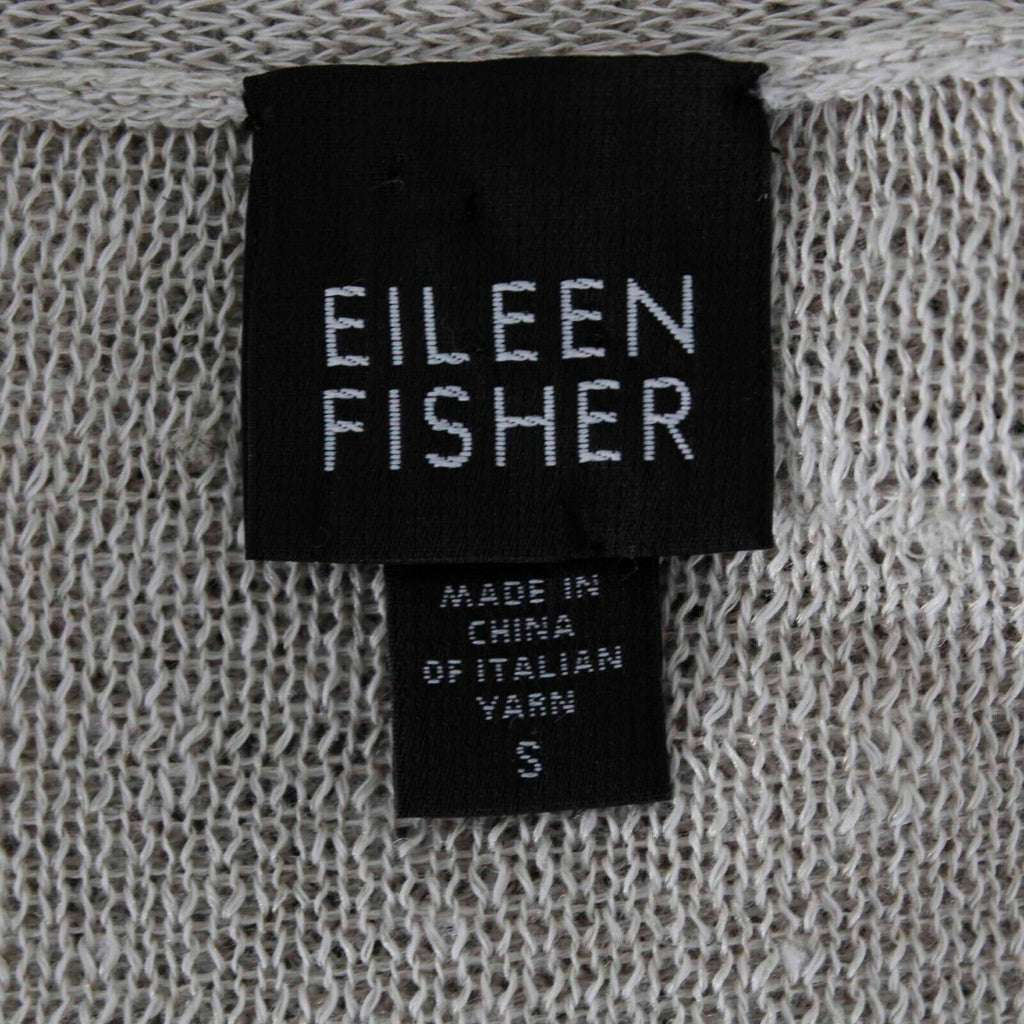 EILEEN
FISHER
MADE IN
CHINA
OF ITALIAN
YARN
S